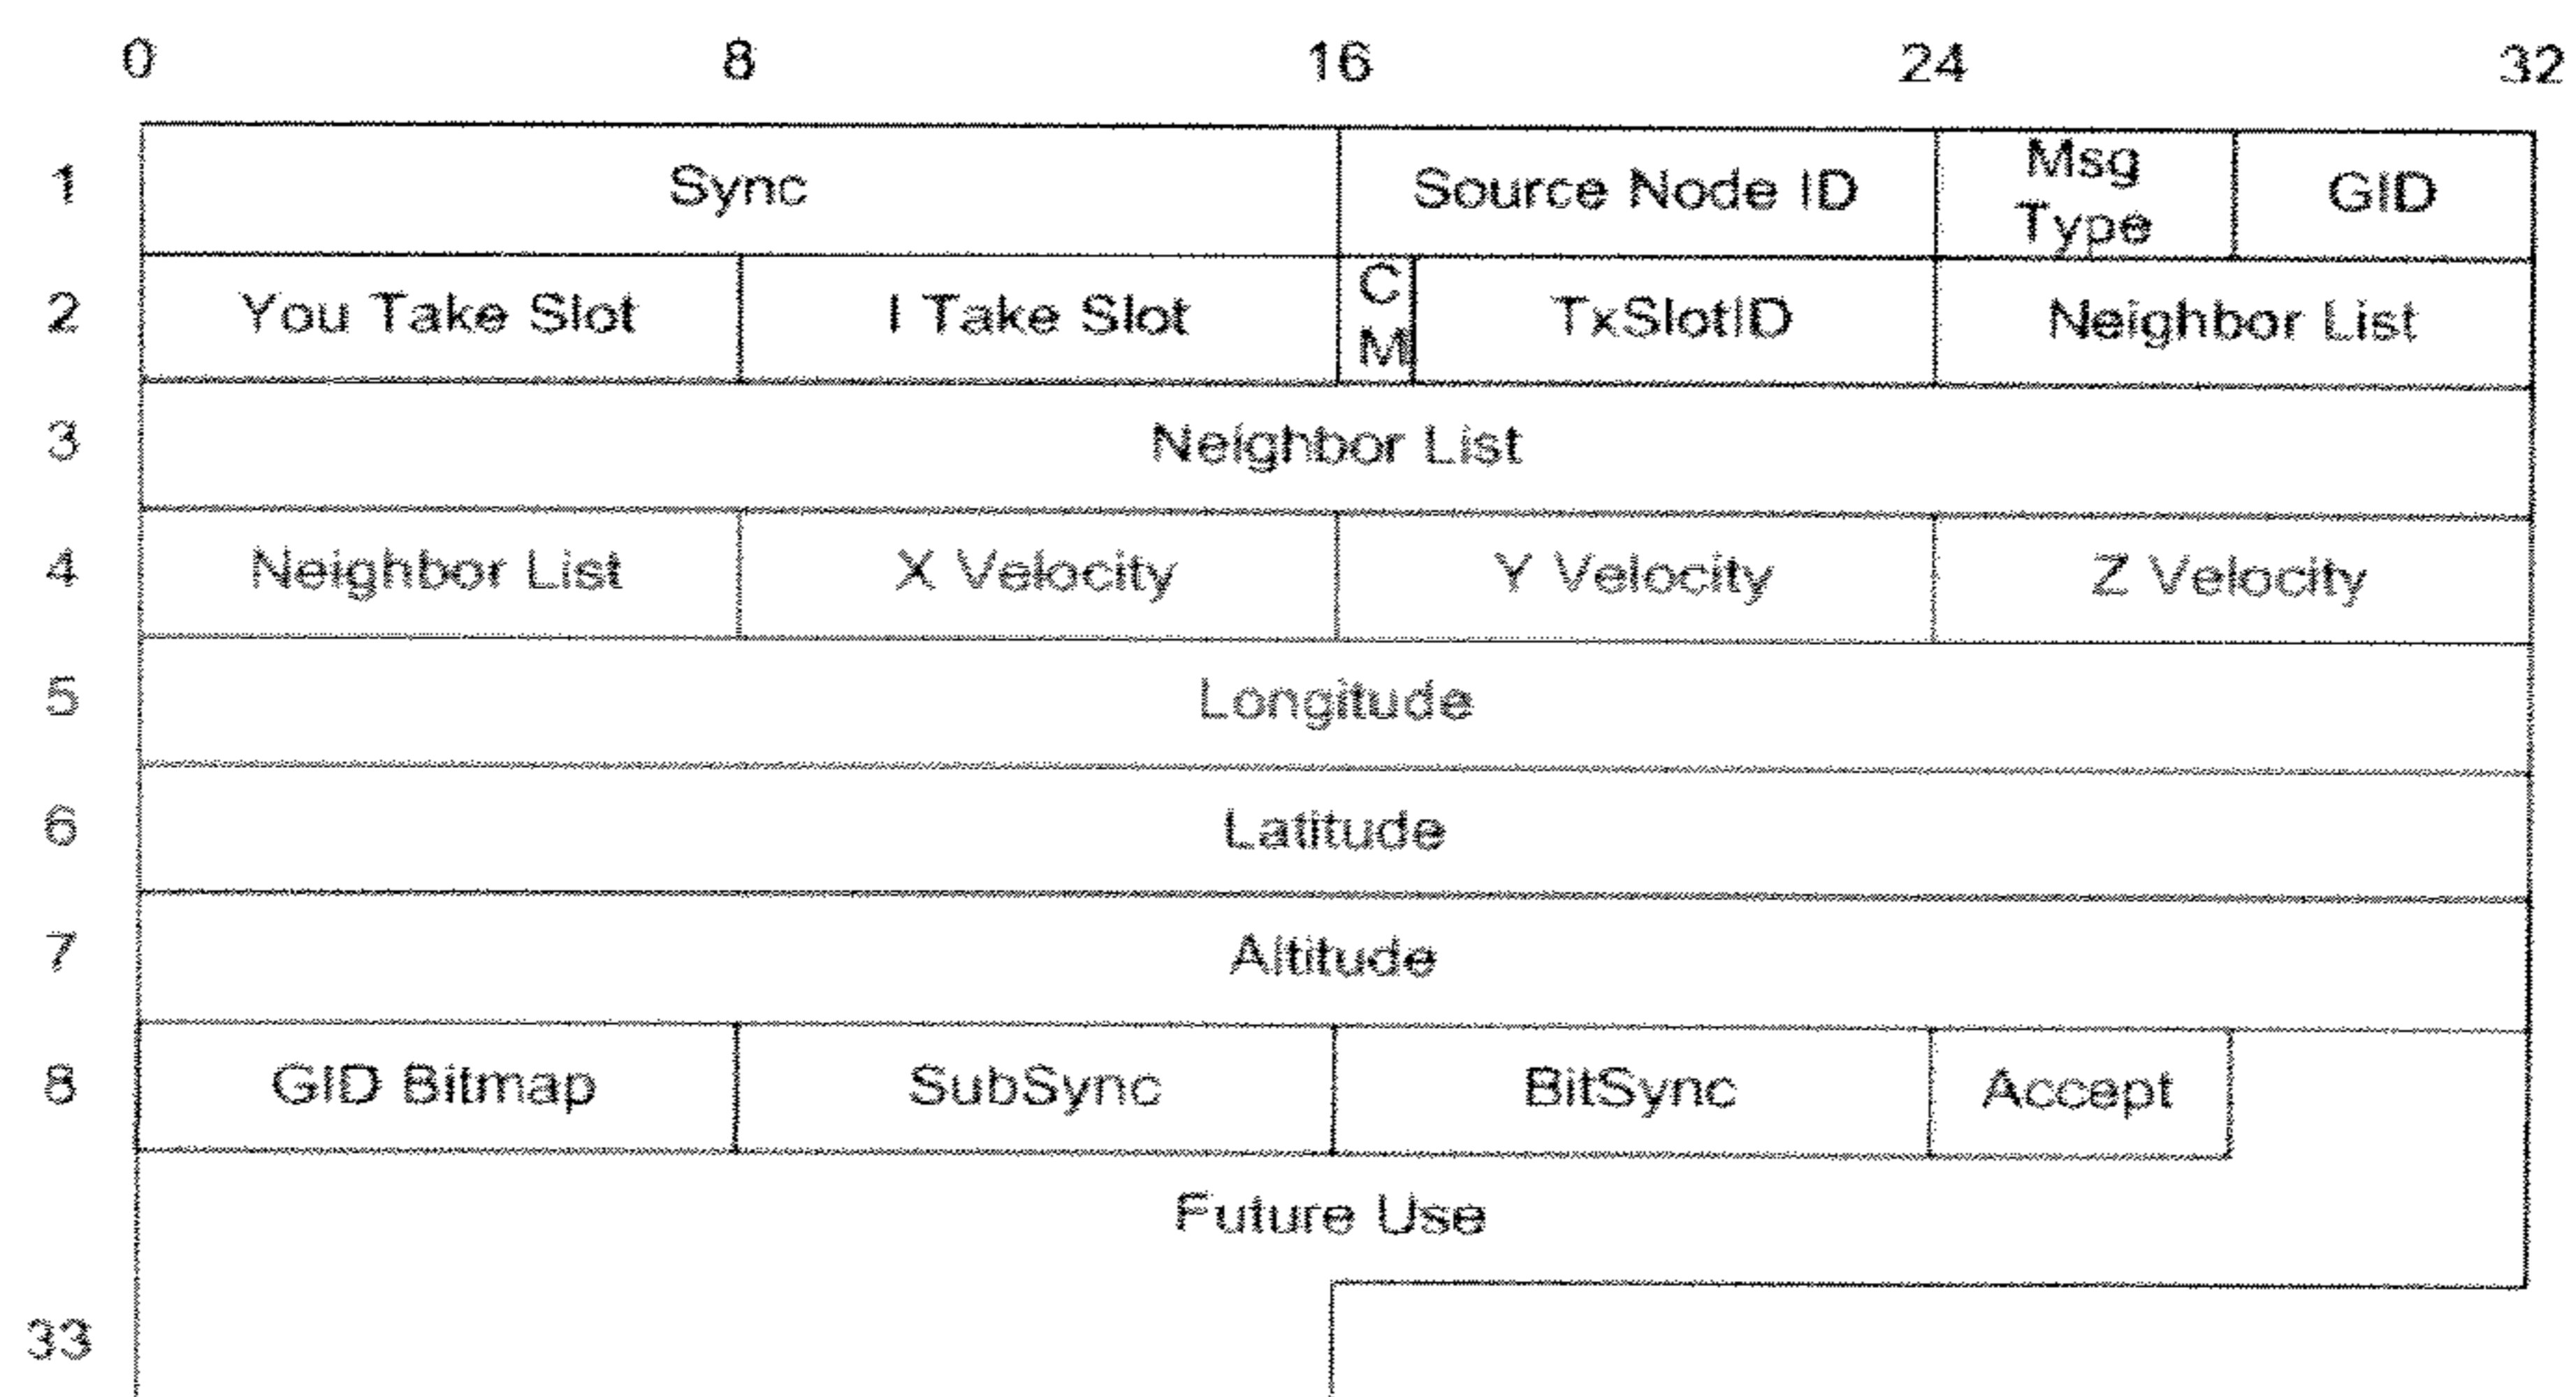 0 8 16 24 32
1 Sync Source Node ID Msg Type GID
2 You Take Slot I Take Slot CM TxSlotID Neighbor List
3 Neighbor List
4 Neighbor List X Velocity Y Velocity Z Velocity
5 Longitude
6 Latitude
7 Altitude
8 GID Bitmap SubSync BitSync Accept
Future Use
33